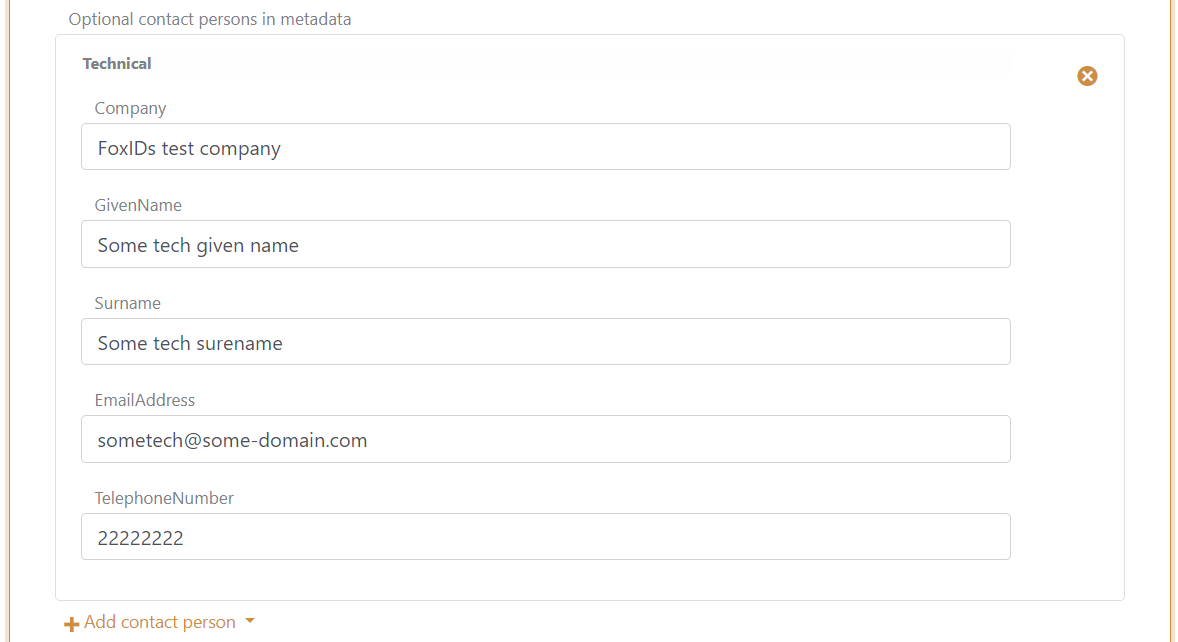 Optional contact persons in metadata
Technical
Company
FoxIDs test company
GivenName
Some tech given name
Surname
Some tech surename
EmailAddress
sometech@some-domain.com
TelephoneNumber
22222222
Add contact person